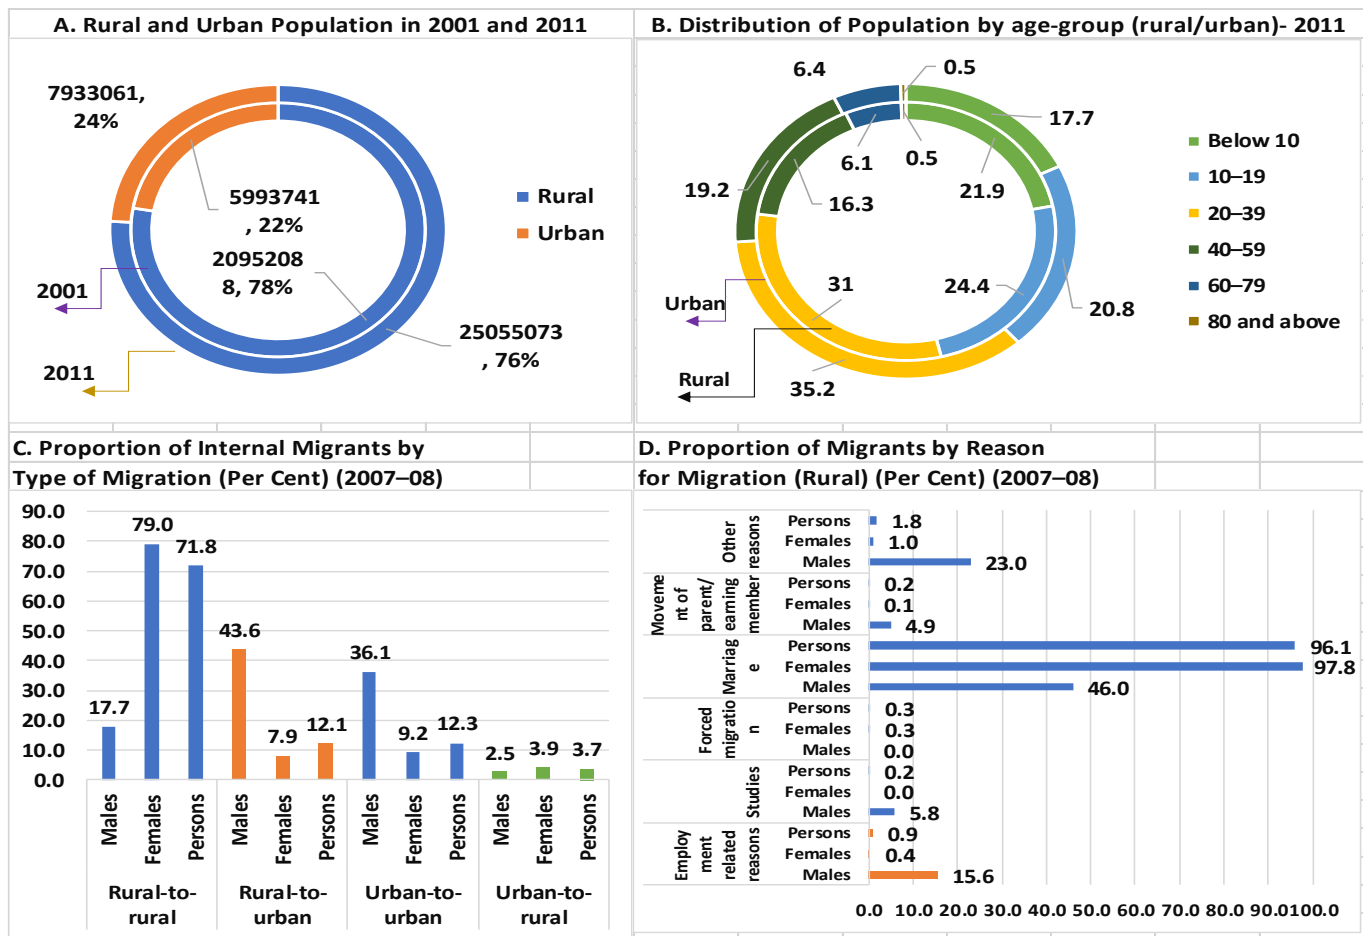 A. Rural and Urban Population in 2001 and 2011
7933061,
24%
5993741
, 22%
2095208
8, 78%
25055073
, 76%
2001
2011
Rural
Urban
B. Distribution of Population by age-group (rural/urban)- 2011
6.4
0.5
17.7
6.1
0.5
21.9
19.2
16.3
31
24.4
20.8
35.2
Urban
Rural
Below 10
10–19
20–39
40–59
60–79
80 and above
C. Proportion of Internal Migrants by
Type of Migration (Per Cent) (2007–08)
90.0
80.0
70.0
60.0
50.0
40.0
30.0
20.0
10.0
0.0
17.7
79.0
71.8
43.6
7.9
12.1
36.1
9.2
12.3
2.5
3.9
3.7
Males
Females
Persons
Males
Females
Persons
Males
Females
Persons
Males
Females
Persons
Rural-to-
rural
Rural-to-
urban
Urban-to-
urban
Urban-to-
rural
D. Proportion of Migrants by Reason
for Migration (Rural) (Per Cent) (2007–08)
Other
reasons
Persons 1.8
Females 1.0
Males 23.0
Moveme
nt of
parent/
earning
member
Persons 0.2
Females 0.1
Males 4.9
Marriag
e
Persons 96.1
Females 97.8
Males 46.0
Forced
migratio
n
Persons 0.3
Females 0.3
Males 0.0
Studies
Persons 0.2
Females 0.0
Males 5.8
Employ
ment
related
reasons
Persons 0.9
Females 0.4
Males 15.6
0.0 10.0 20.0 30.0 40.0 50.0 60.0 70.0 80.0 90.0 100.0